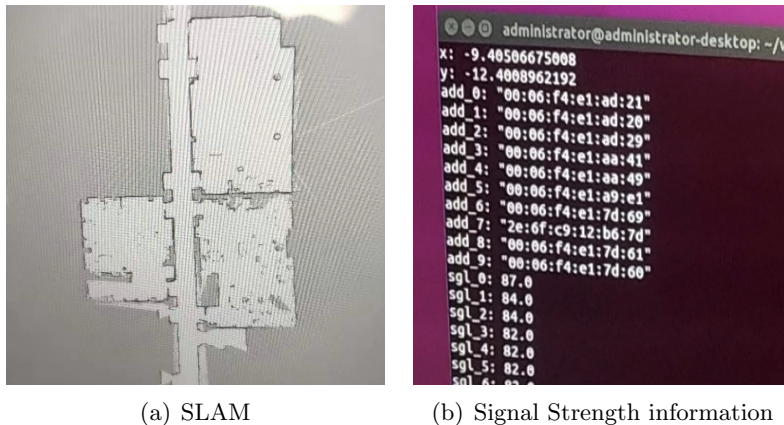 administrator@administrator-desktop: ~/v
x: -9.40506675008
y: -12.4008962192
add_0: "00:06:f4:e1:ad:21"
add_1: "00:06:f4:e1:ad:20"
add_2: "00:06:f4:e1:ad:29"
add_3: "00:06:f4:e1:aa:41"
add_4: "00:06:f4:e1:aa:49"
add_5: "00:06:f4:e1:a9:e1"
add_6: "00:06:f4:e1:7d:69"
add_7: "2e:6f:c9:12:b6:7d"
add_8: "00:06:f4:e1:7d:61"
add_9: "00:06:f4:e1:7d:60"
sgl_0: 87.0
sgl_1: 84.0
sgl_2: 84.0
sgl_3: 82.0
sgl_4: 82.0
sgl_5: 82.0
sgl_6: 82.0
(a) SLAM
(b) Signal Strength information